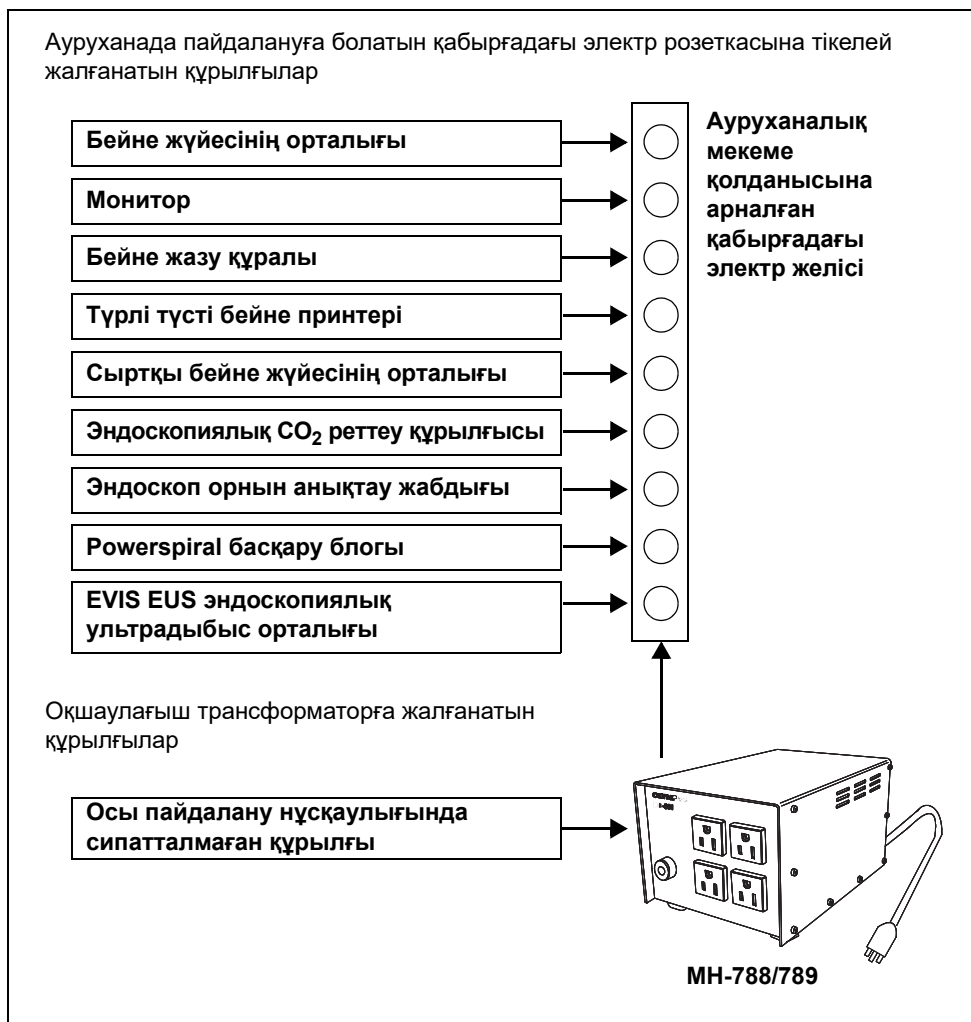 Ауруханада пайдалануға болатын қабырғадағы электр розеткасына тікелей
жалғанатын құрылғылар
Бейне жүйесінің орталығы
Монитор
Бейне жазу құралы
Түрлі түсті бейне принтері
Сыртқы бейне жүйесінің орталығы
Эндоскопиялық CO₂ реттеу құрылғысы
Эндоскоп орнын анықтау жабдығы
Powerspiral басқару блогы
EVIS EUS эндоскопиялық
ультрадыбыс орталығы
Ауруханалық
мекеме
қолданысына
арналған
қабырғадағы
электр желісі
Оқшаулағыш трансформаторға жалғанатын
құрылғылар
Осы пайдалану нұсқаулығында
сипатталмаған құрылғы
MH-788/789